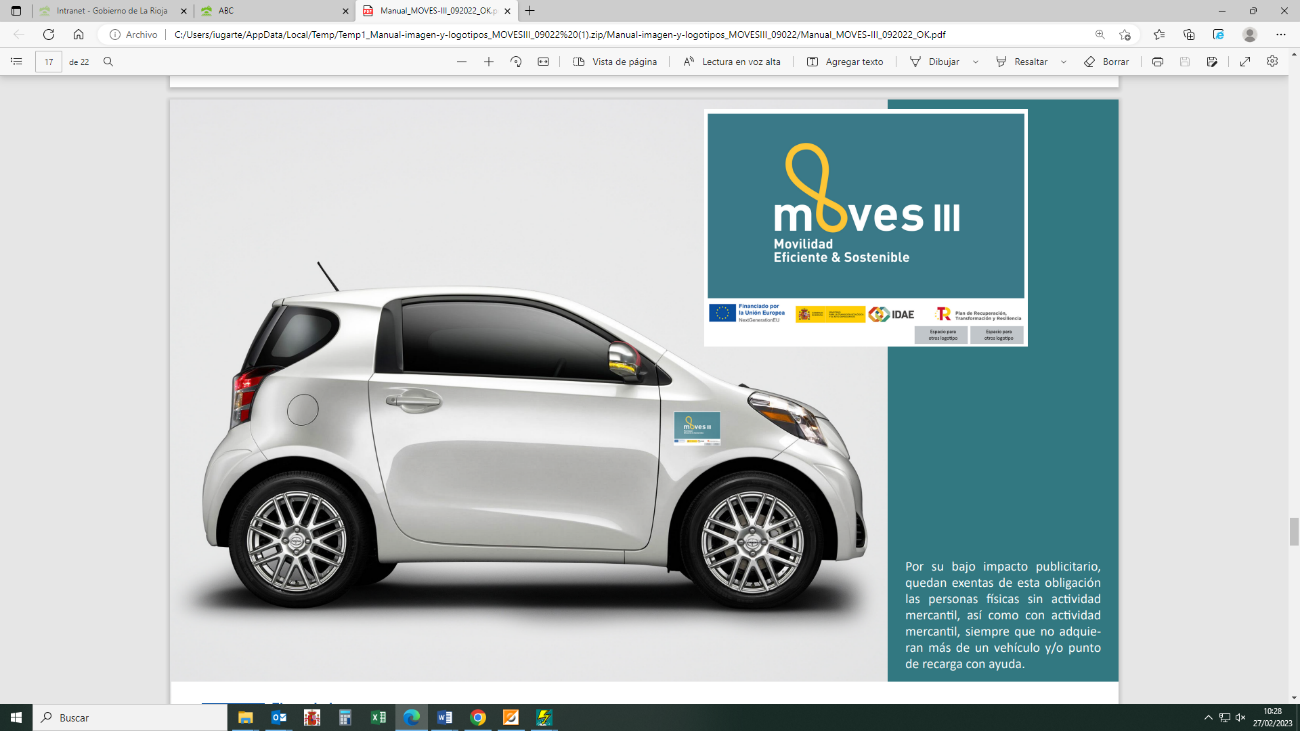 Intranet - Gobierno de La Rioja
ABC
Manual_MOVES-III_092022_OK.p
Archivo
C:/Users/iugarte/AppData/Local/Temp/Temp1_Manual-imagen-y-logotipos_MOVESIII_09022%20(1).zip/Manual-imagen-y-logotipos_MOVESIII_09022/Manual_MOVES-III_092022_OK.pdf
17 de 22
Vista de página
Lectura en voz alta
Agregar texto
Dibujar
Resaltar
Borrar
moves III
Movilidad
Eficiente & Sostenible
Financiado por
la Unión Europea
NextGenerationEU
IDAE
Plan de Recuperación,
Transformación y Resiliencia
Espacio para
otros logotipo
Espacio para
otros logotipo
moves III
Por su bajo impacto publicitario,
quedan exentas de esta obligación
las personas físicas sin actividad
mercantil, así como con actividad
mercantil, siempre que no adquie-
ran más de un vehículo y/o punto
de recarga con ayuda.
Buscar
10:28
27/02/2023